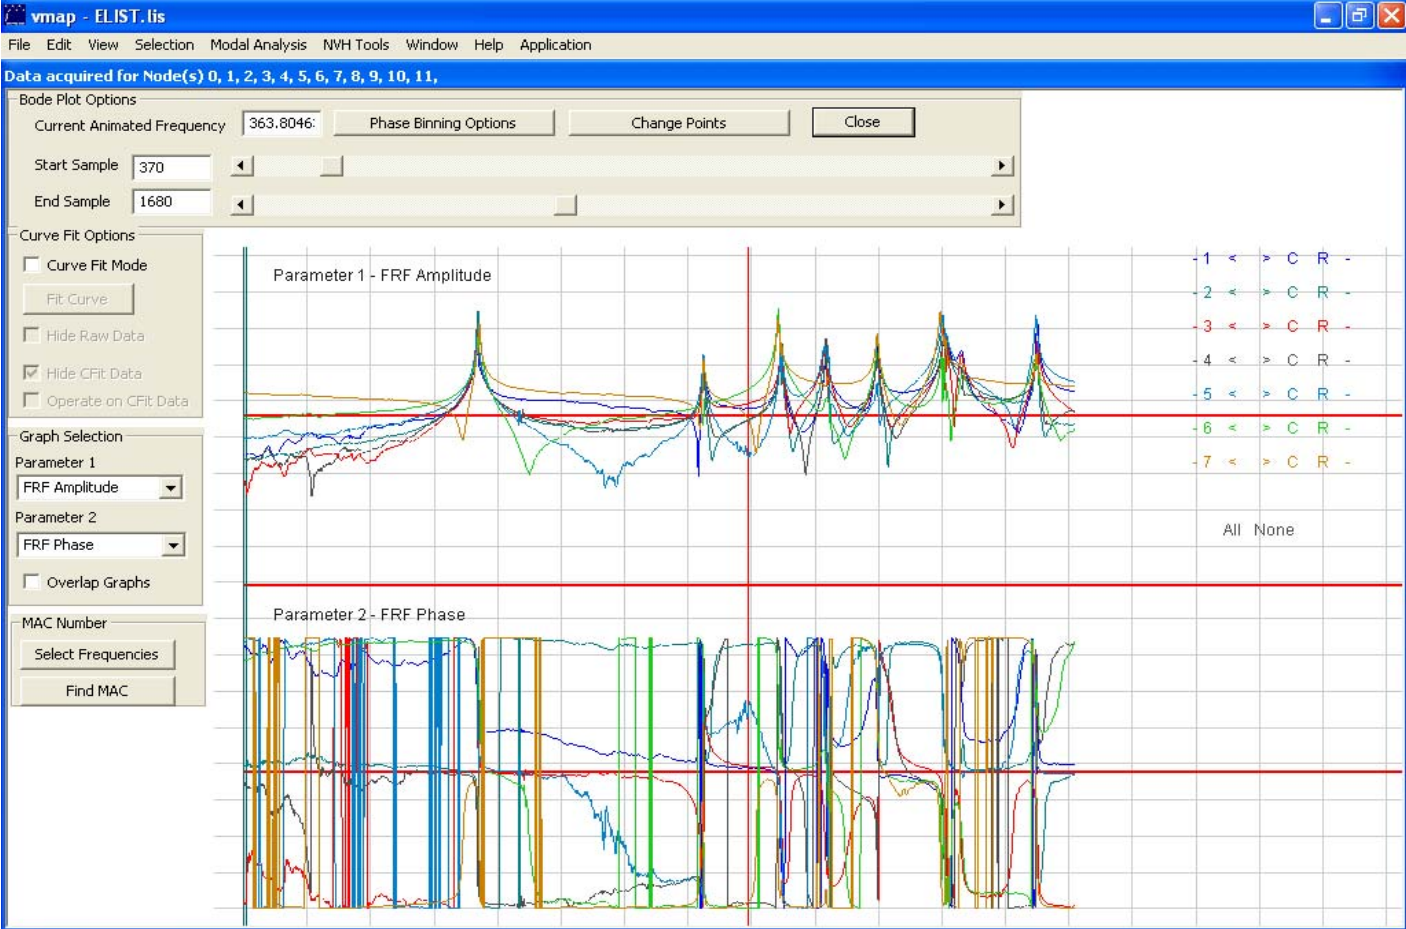 vmap - ELIST.lis
File Edit View Selection Modal Analysis NVH Tools Window Help Application
Data acquired for Node(s) 0, 1, 2, 3, 4, 5, 6, 7, 8, 9, 10, 11,
Bode Plot Options
Current Animated Frequency 363.8046: Phase Binning Options Change Points Close
Start Sample 370
End Sample 1680
Curve Fit Options
Curve Fit Mode
Fit Curve
Hide Raw Data
Hide CFit Data
Operate on CFit Data
Graph Selection
Parameter 1
FRF Amplitude
Parameter 2
FRF Phase
Overlap Graphs
MAC Number
Select Frequencies
Find MAC
Parameter 1 - FRF Amplitude
- 1 < > C R -
- 2 < > C R -
- 3 < > C R -
- 4 < > C R -
- 5 < > C R -
- 6 < > C R -
- 7 < > C R -
All None
Parameter 2 - FRF Phase